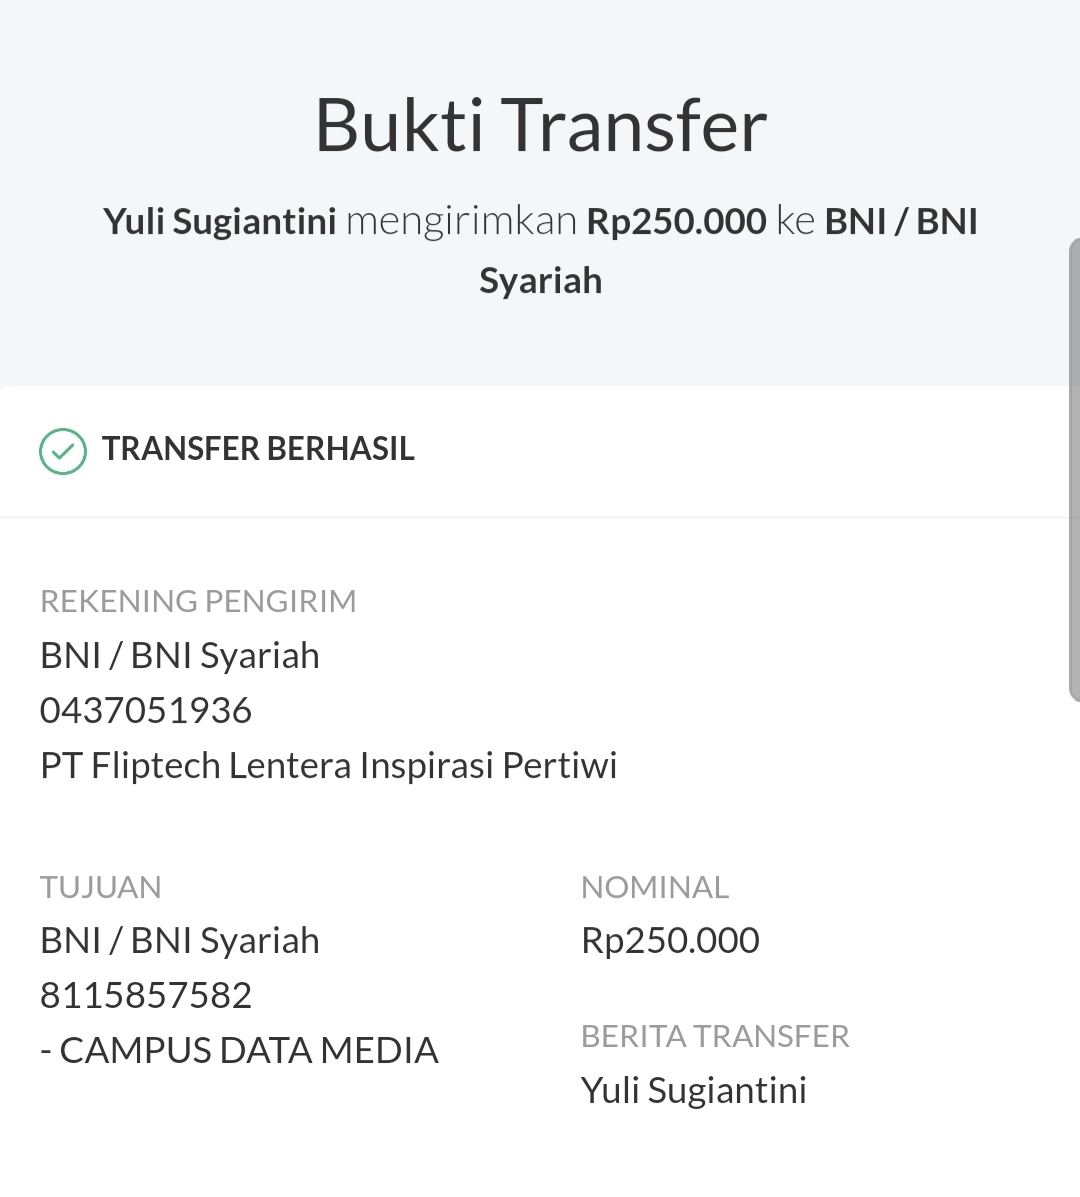 Bukti Transfer
Yuli Sugiantini mengirimkan Rp250.000 ke BNI / BNI
Syariah
TRANSFER BERHASIL
REKENING PENGIRIM
BNI / BNI Syariah
0437051936
PT Fliptech Lentera Inspirasi Pertiwi
TUJUAN
BNI / BNI Syariah
8115857582
- CAMPUS DATA MEDIA
NOMINAL
Rp250.000
BERITA TRANSFER
Yuli Sugiantini